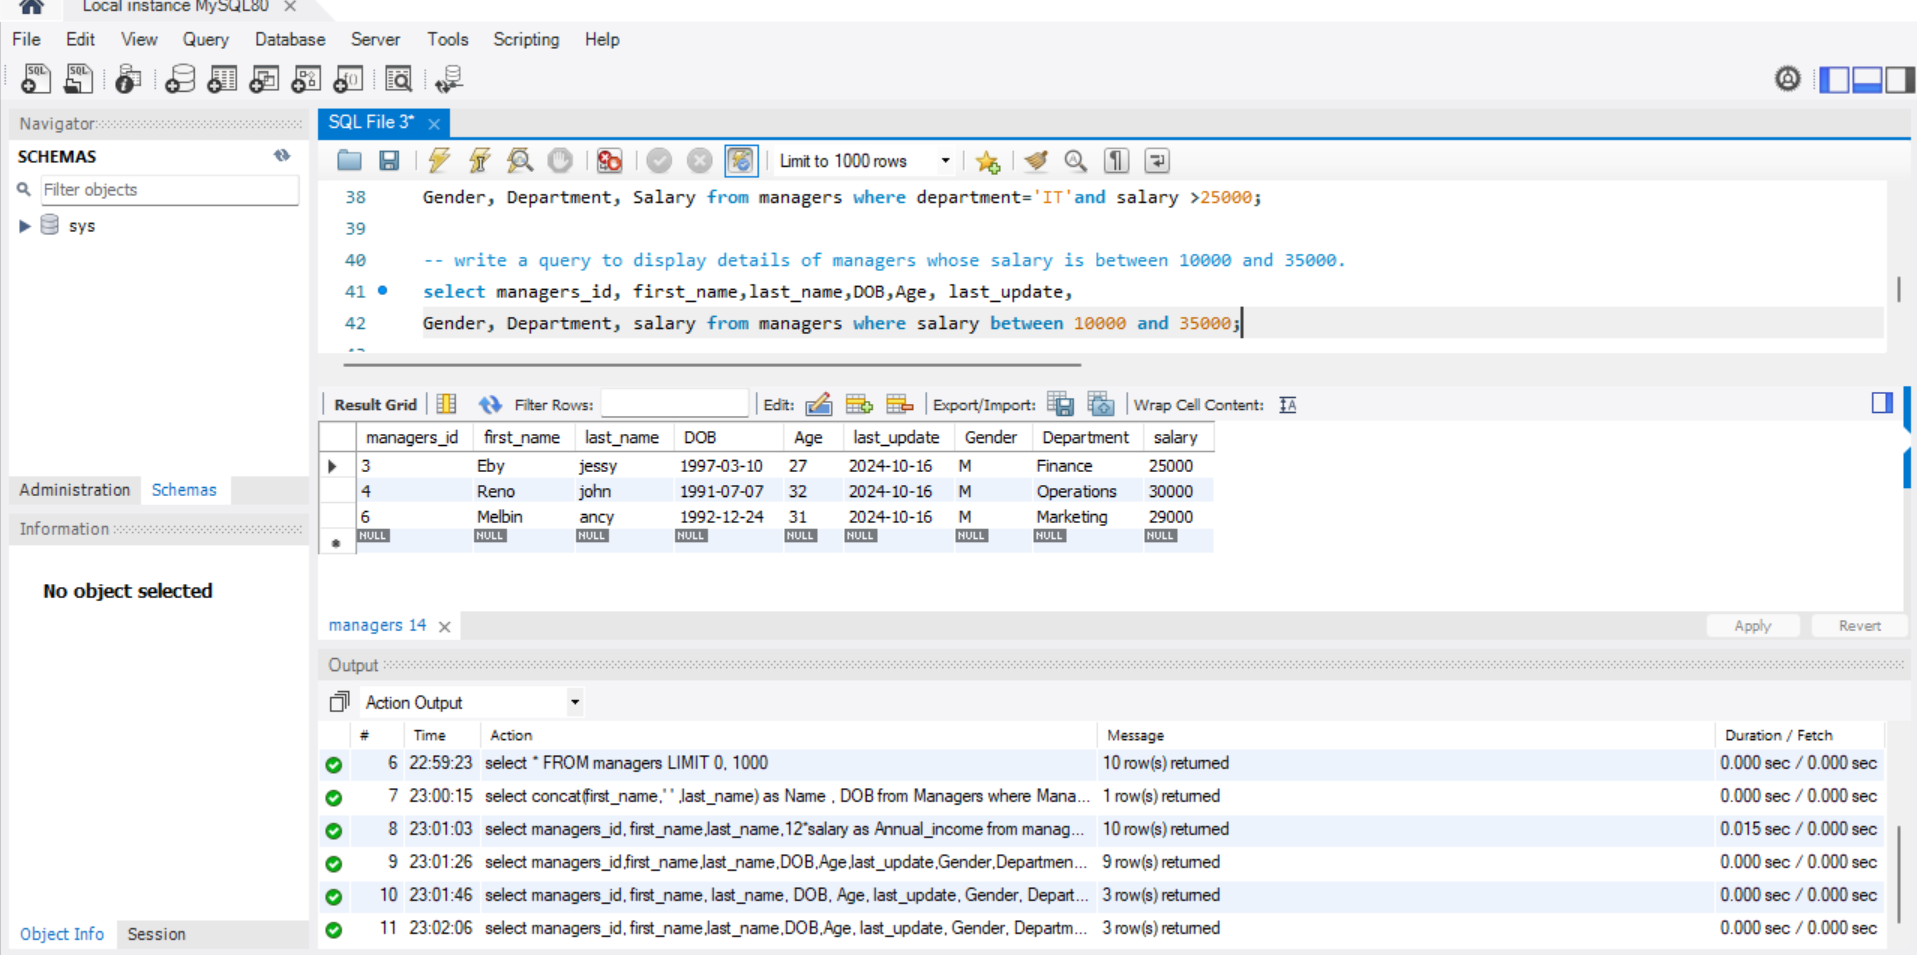 Local instance MySQL80 ×
File Edit View Query Database Server Tools Scripting Help
Navigator
SCHEMAS
Filter objects
sys
Administration Schemas
Information
No object selected
Object Info Session
SQL File 3* ×
Limit to 1000 rows
38 Gender, Department, Salary from managers where department='IT'and salary >25000;
39
40 -- write a query to display details of managers whose salary is between 10000 and 35000.
41 select managers_id, first_name,last_name,DOB,Age, last_update,
42 Gender, Department, salary from managers where salary between 10000 and 35000;
Result Grid Filter Rows: Edit: Export/Import: Wrap Cell Content:
managers_id first_name last_name DOB Age last_update Gender Department salary
3 Eby jessy 1997-03-10 27 2024-10-16 M Finance 25000
4 Reno john 1991-07-07 32 2024-10-16 M Operations 30000
6 Melbin ancy 1992-12-24 31 2024-10-16 M Marketing 29000
NULL NULL NULL NULL NULL NULL NULL NULL NULL
managers 14 ×
Apply Revert
Output
Action Output
# Time Action Message Duration / Fetch
6 22:59:23 select * FROM managers LIMIT 0, 1000 10 row(s) returned 0.000 sec / 0.000 sec
7 23:00:15 select concat(first_name,' ' ,last_name) as Name , DOB from Managers where Mana... 1 row(s) returned 0.000 sec / 0.000 sec
8 23:01:03 select managers_id, first_name,last_name,12*salary as Annual_income from manag... 10 row(s) returned 0.015 sec / 0.000 sec
9 23:01:26 select managers_id,first_name,last_name,DOB,Age,last_update,Gender,Departmen... 9 row(s) returned 0.000 sec / 0.000 sec
10 23:01:46 select managers_id, first_name, last_name, DOB, Age, last_update, Gender, Depart... 3 row(s) returned 0.000 sec / 0.000 sec
11 23:02:06 select managers_id, first_name,last_name,DOB,Age, last_update, Gender, Departm... 3 row(s) returned 0.000 sec / 0.000 sec